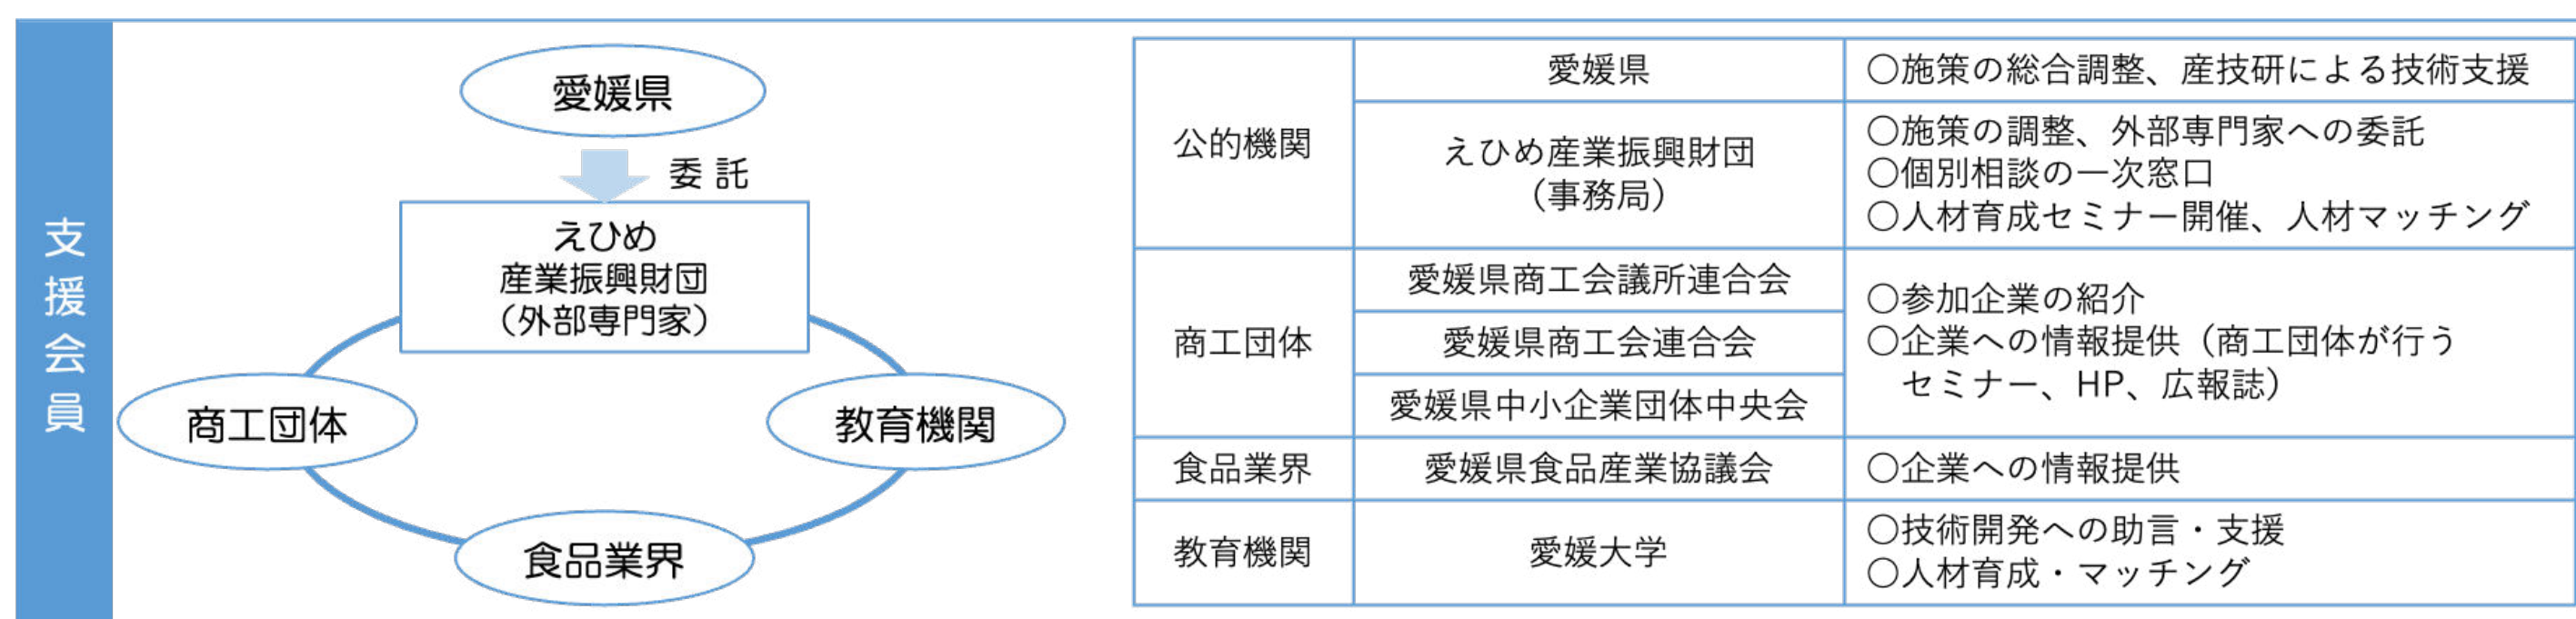 支援会員
愛媛県
委託
えひめ
産業振興財団
（外部専門家）
商工団体
教育機関
食品業界
公的機関
愛媛県
○施策の総合調整、産技研による技術支援
えひめ産業振興財団
（事務局）
○施策の調整、外部専門家への委託
○個別相談の一次窓口
○人材育成セミナー開催、人材マッチング
商工団体
愛媛県商工会議所連合会
愛媛県商工会連合会
愛媛県中小企業団体中央会
○参加企業の紹介
○企業への情報提供（商工団体が行う
セミナー、HP、広報誌）
食品業界
愛媛県食品産業協議会
○企業への情報提供
教育機関
愛媛大学
○技術開発への助言・支援
○人材育成・マッチング